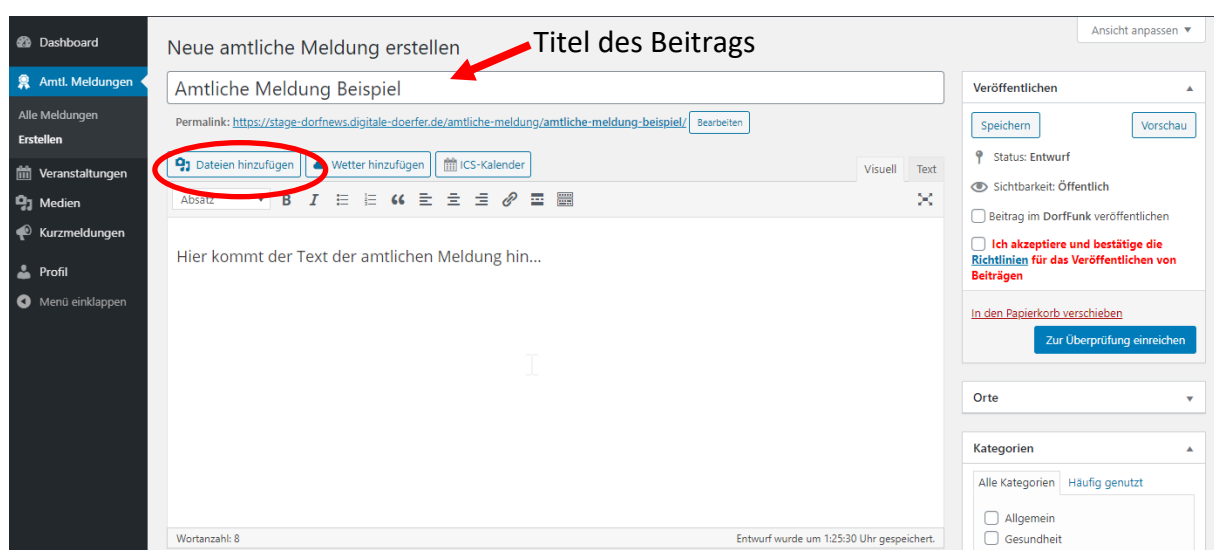 Dashboard
Amtl. Meldungen
Alle Meldungen
Erstellen
Veranstaltungen
Medien
Kurzmeldungen
Profil
Menü einklappen
Ansicht anpassen
Neue amtliche Meldung erstellen
Titel des Beitrags
Amtliche Meldung Beispiel
Permalink: https://stage-dorfnews.digitale-doerfer.de/amtliche-meldung/amtliche-meldung-beispiel/ Bearbeiten
Dateien hinzufügen Wetter hinzufügen ICS-Kalender
Visuell Text
Absatz B I
Hier kommt der Text der amtlichen Meldung hin...
Wortanzahl: 8
Entwurf wurde um 1:25:30 Uhr gespeichert.
Veröffentlichen
Speichern Vorschau
Status: Entwurf
Sichtbarkeit: Öffentlich
Beitrag im DorfFunk veröffentlichen
Ich akzeptiere und bestätige die
Richtlinien für das Veröffentlichen von
Beiträgen
In den Papierkorb verschieben
Zur Überprüfung einreichen
Orte
Kategorien
Alle Kategorien Häufig genutzt
Allgemein
Gesundheit